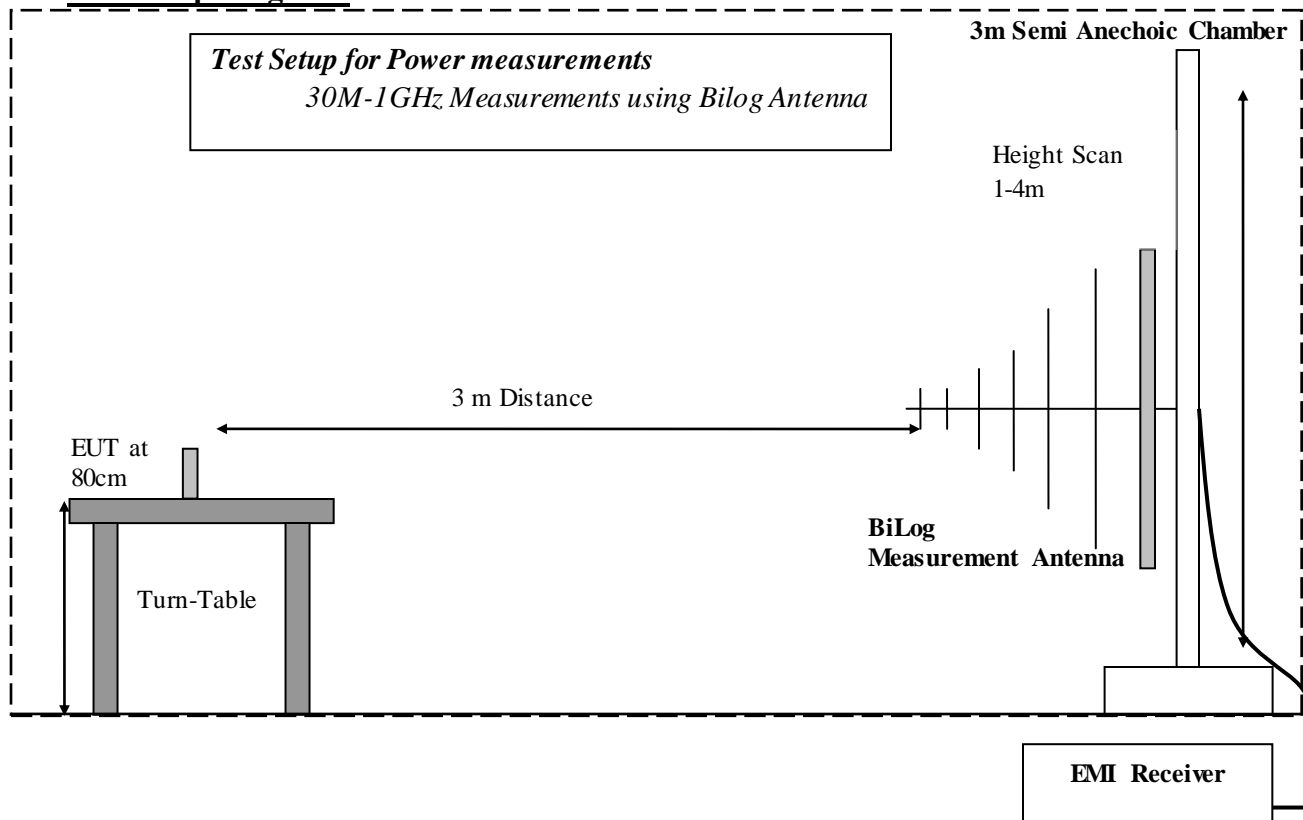 3m Semi Anechoic Chamber
Test Setup for Power measurements
30M-1GHz Measurements using Bilog Antenna
Height Scan
1-4m
3 m Distance
EUT at
80cm
BiLog
Measurement Antenna
Turn-Table
EMI Receiver